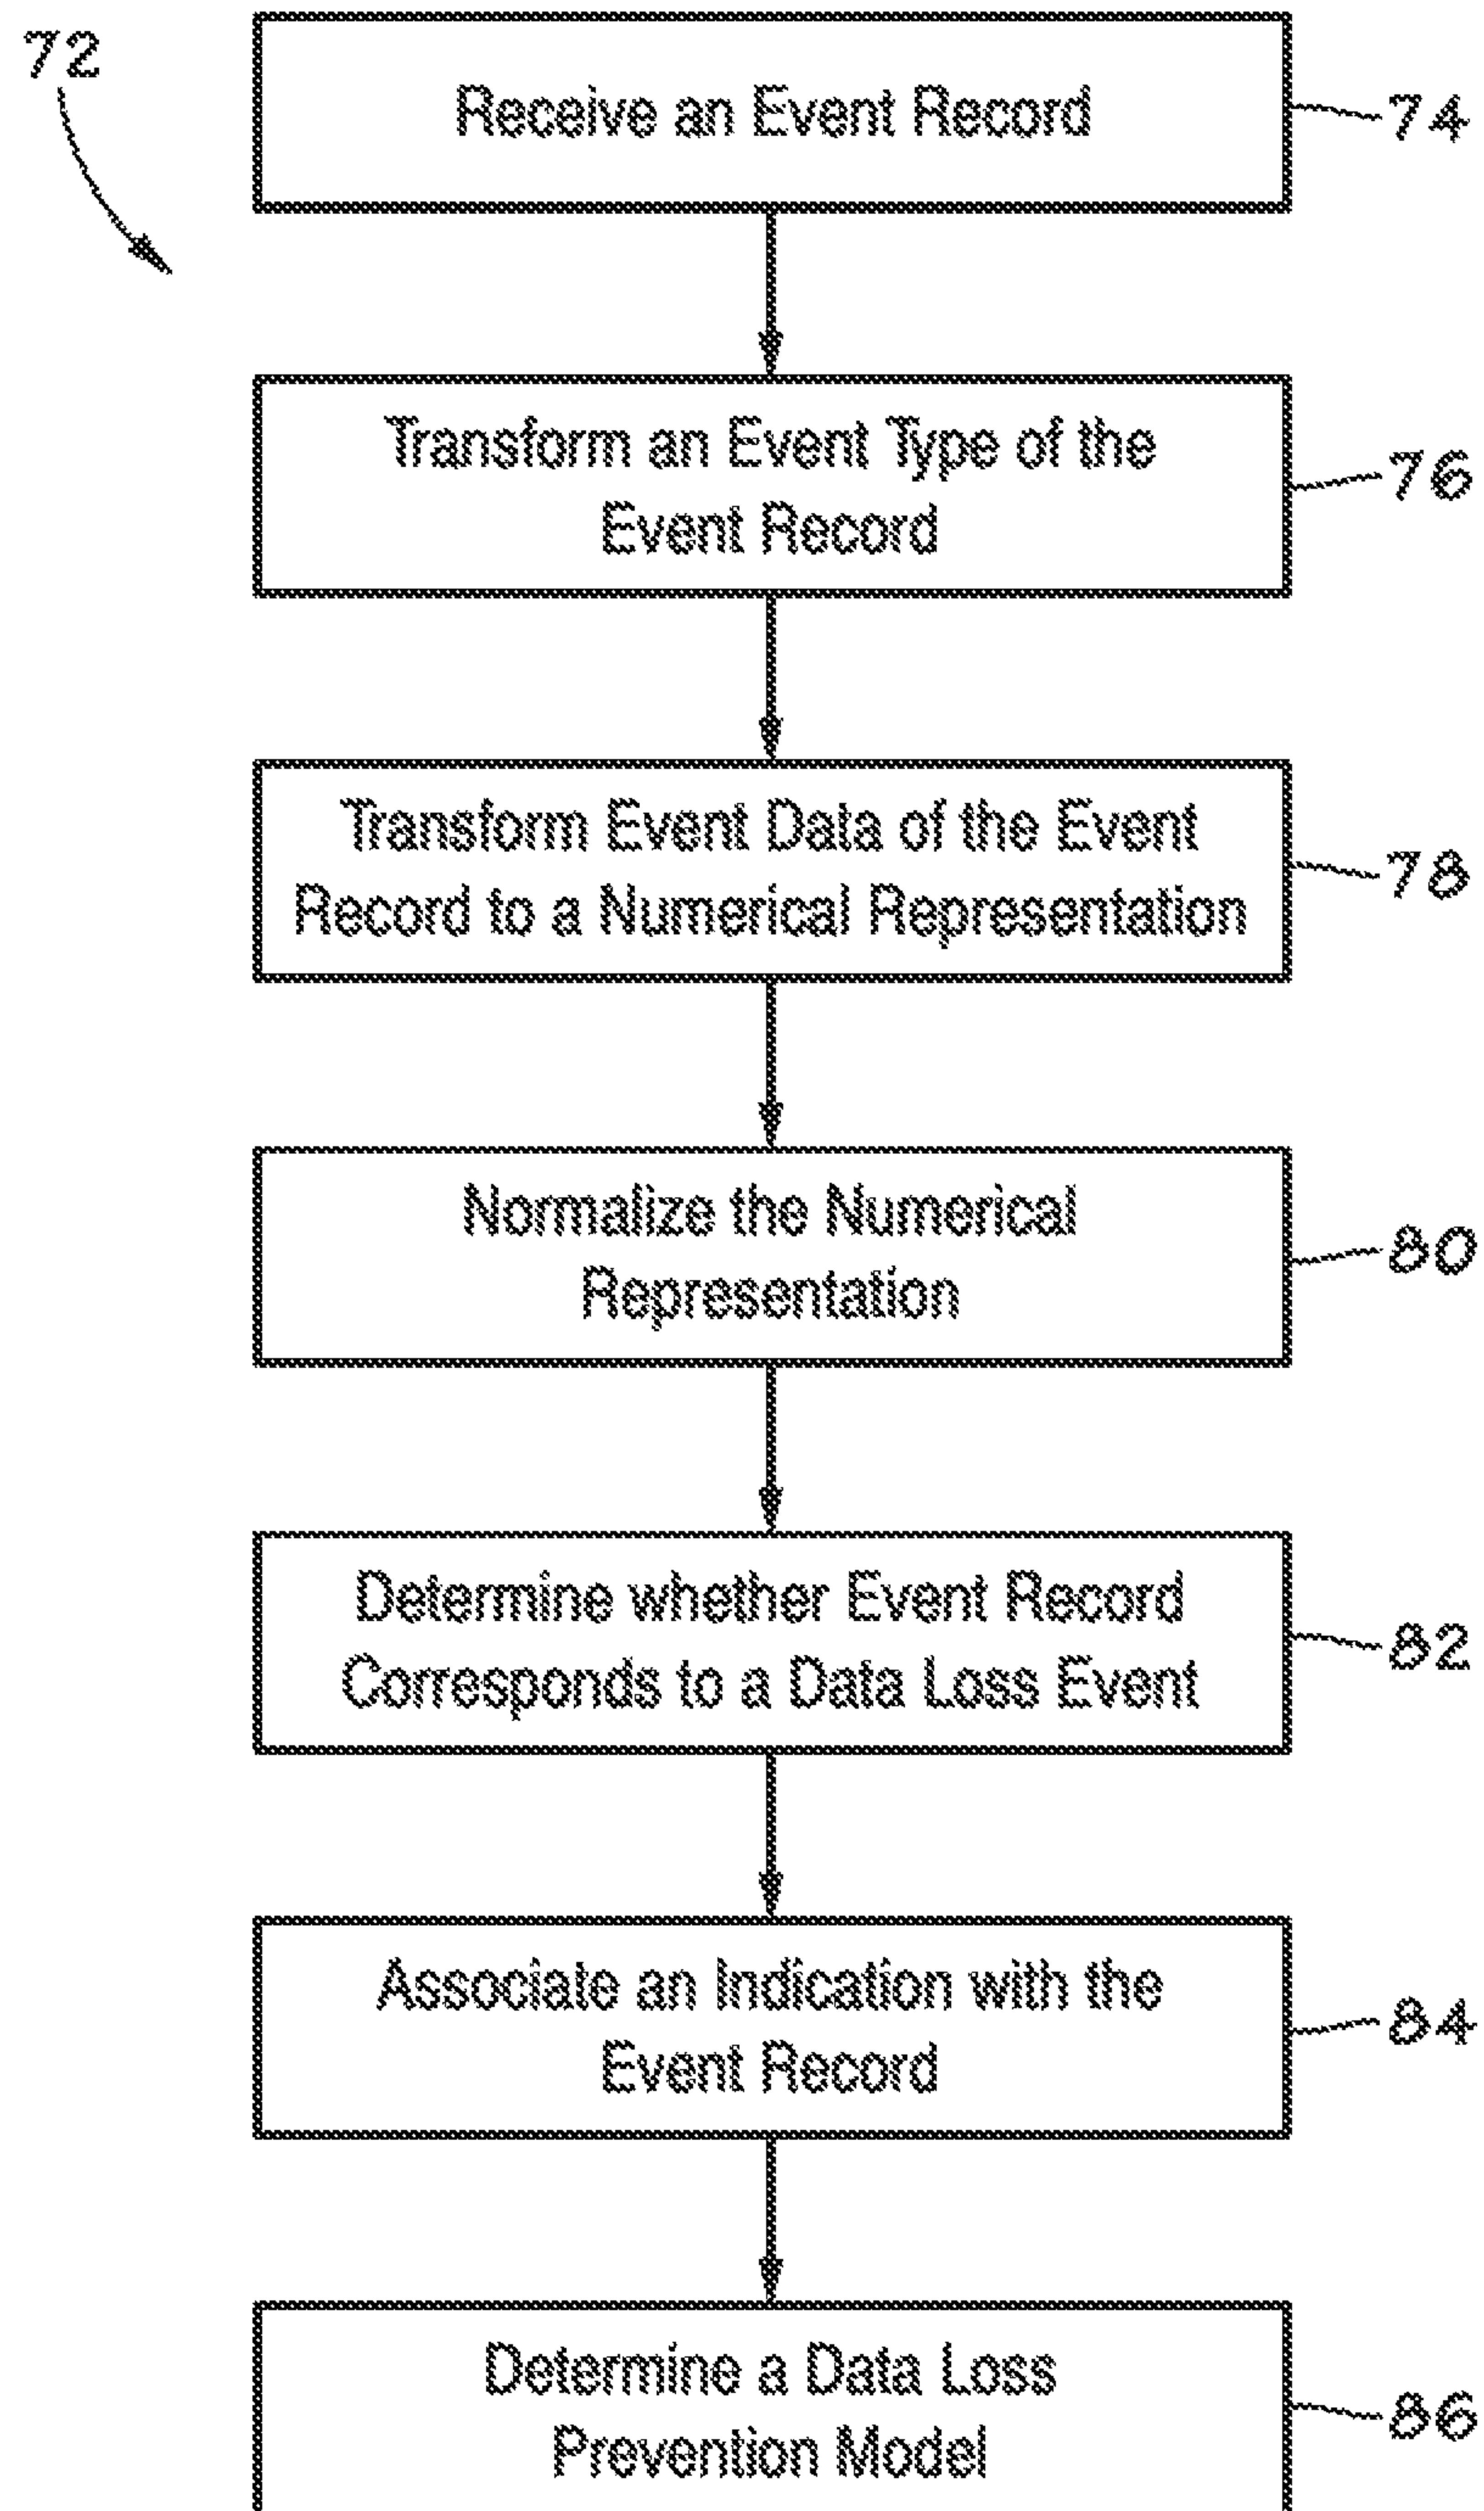 72
Receive an Event Record
74
Transform an Event Type of the
Event Record
76
Transform Event Data of the Event
Record to a Numerical Representation
78
Normalize the Numerical
Representation
80
Determine whether Event Record
Corresponds to a Data Loss Event
82
Associate an Indication with the
Event Record
84
Determine a Data Loss
Prevention Model
86